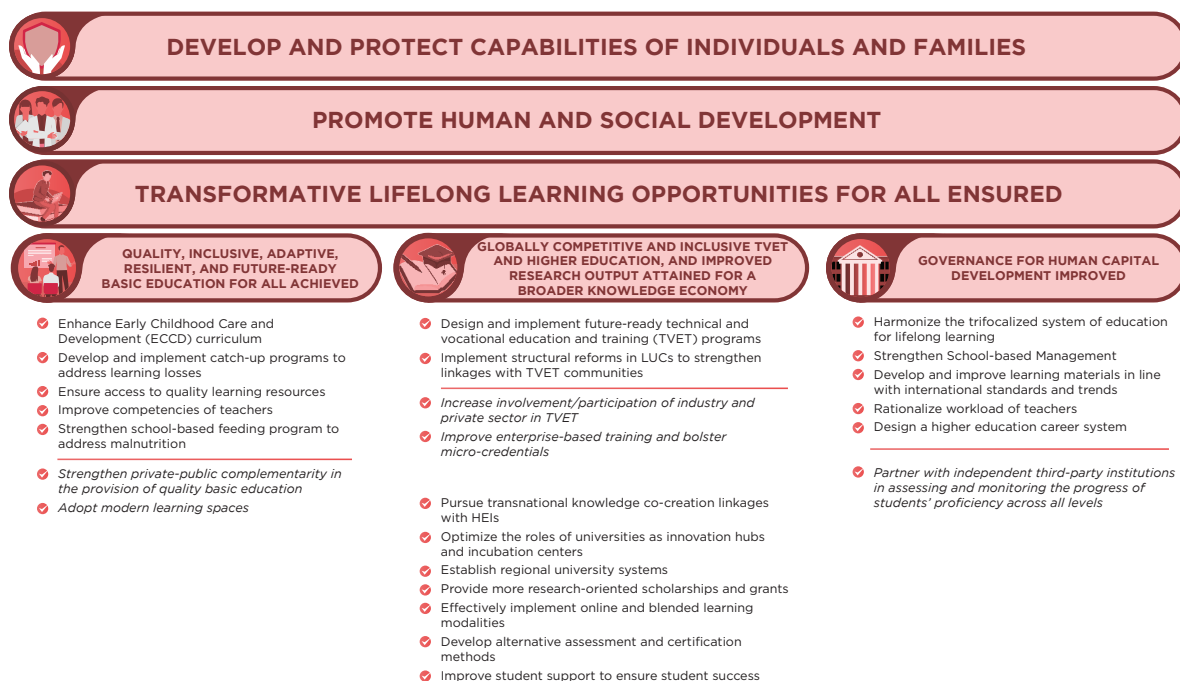 DEVELOP AND PROTECT CAPABILITIES OF INDIVIDUALS AND FAMILIES
PROMOTE HUMAN AND SOCIAL DEVELOPMENT
TRANSFORMATIVE LIFELONG LEARNING OPPORTUNITIES FOR ALL ENSURED
QUALITY, INCLUSIVE, ADAPTIVE,
RESILIENT, AND FUTURE-READY
BASIC EDUCATION FOR ALL ACHIEVED
Enhance Early Childhood Care and
Development (ECCD) curriculum
Develop and implement catch-up programs to
address learning losses
Ensure access to quality learning resources
Improve competencies of teachers
Strengthen school-based feeding program to
address malnutrition
Strengthen private-public complementarity in
the provision of quality basic education
Adopt modern learning spaces
GLOBALLY COMPETITIVE AND INCLUSIVE TVET
AND HIGHER EDUCATION, AND IMPROVED
RESEARCH OUTPUT ATTAINED FOR A
BROADER KNOWLEDGE ECONOMY
Design and implement future-ready technical and
vocational education and training (TVET) programs
Implement structural reforms in LUCs to strengthen
linkages with TVET communities
Increase involvement/participation of industry and
private sector in TVET
Improve enterprise-based training and bolster
micro-credentials
Pursue transnational knowledge co-creation linkages
with HEIs
Optimize the roles of universities as innovation hubs
and incubation centers
Establish regional university systems
Provide more research-oriented scholarships and grants
Effectively implement online and blended learning
modalities
Develop alternative assessment and certification
methods
Improve student support to ensure student success
GOVERNANCE FOR HUMAN CAPITAL
DEVELOPMENT IMPROVED
Harmonize the trifocalized system of education
for lifelong learning
Strengthen School-based Management
Develop and improve learning materials in line
with international standards and trends
Rationalize workload of teachers
Design a higher education career system
Partner with independent third-party institutions
in assessing and monitoring the progress of
students' proficiency across all levels